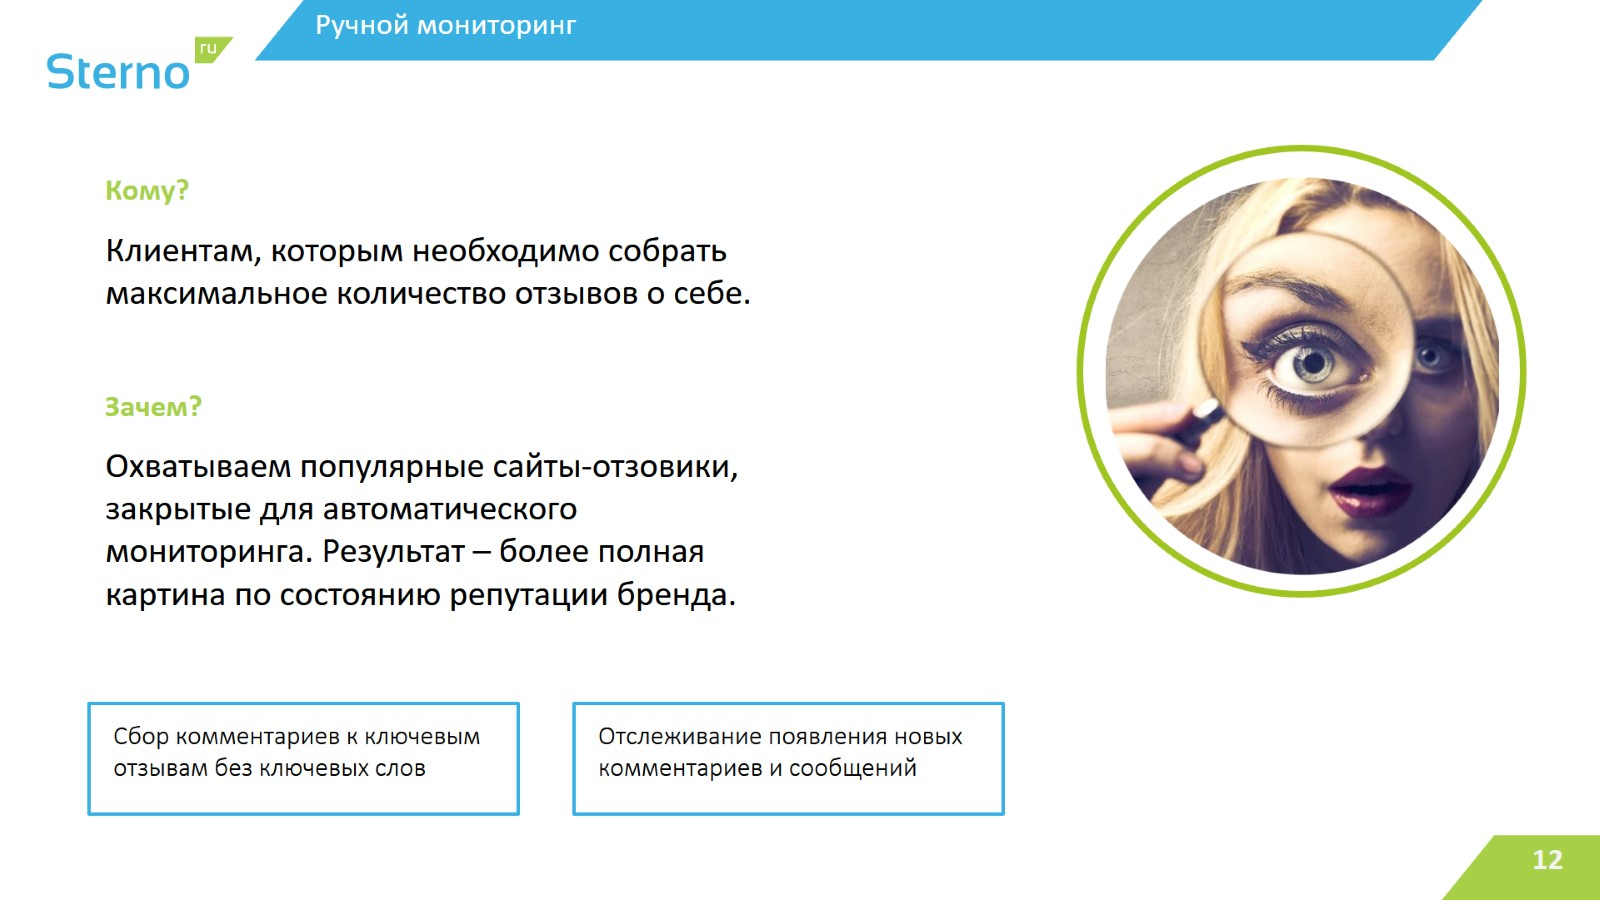 Ручной мониторинг
Sterno ru
Кому?
Клиентам, которым необходимо собрать
максимальное количество отзывов о себе.
Зачем?
Охватываем популярные сайты-отзовики,
закрытые для автоматического
мониторинга. Результат – более полная
картина по состоянию репутации бренда.
Сбор комментариев к ключевым
отзывам без ключевых слов
Отслеживание появления новых
комментариев и сообщений
12